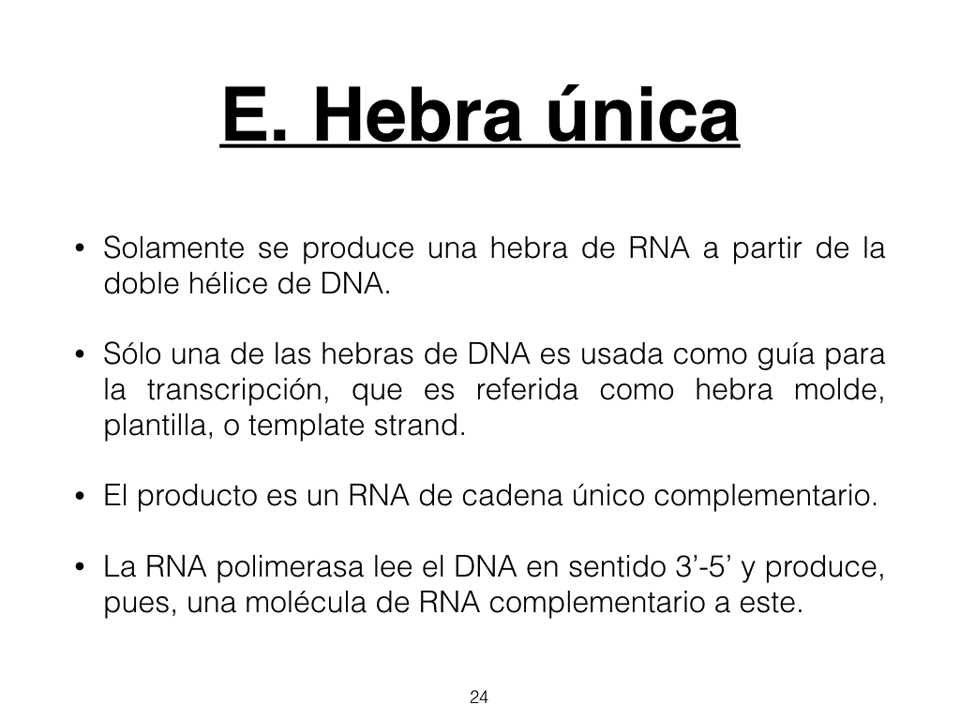 E. Hebra única
• Solamente se produce una hebra de RNA a partir de la
doble hélice de DNA.
• Sólo una de las hebras de DNA es usada como guía para
la transcripción, que es referida como hebra molde,
plantilla, o template strand.
• El producto es un RNA de cadena único complementario.
• La RNA polimerasa lee el DNA en sentido 3’-5’ y produce,
pues, una molécula de RNA complementario a este.
24